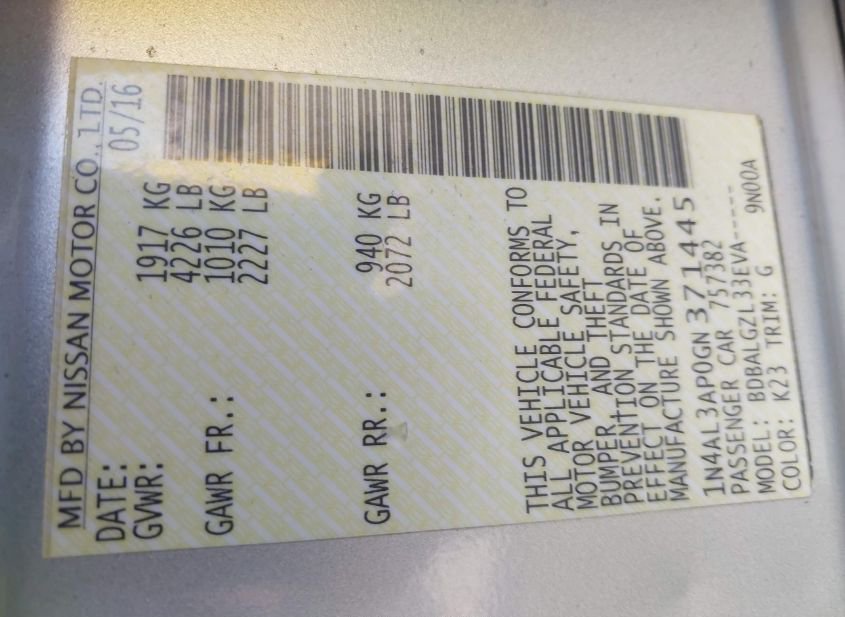 MFD BY NISSAN MOTOR CO., LTD.
DATE: 05/16
GVWR: 1917 KG
4226 LB
GAWR FR.: 1010 KG
2227 LB
GAWR RR.: 940 KG
2072 LB
THIS VEHICLE CONFORMS TO
ALL APPLICABLE FEDERAL
MOTOR VEHICLE SAFETY,
BUMPER, AND THEFT
PREVENTION STANDARDS IN
EFFECT ON THE DATE OF
MANUFACTURE SHOWN ABOVE.
1N4AL3AP0GN371445
PASSENGER CAR 757382
MODEL: BDBALGZL33EVA-----
COLOR: K23 TRIM: G 9N00A